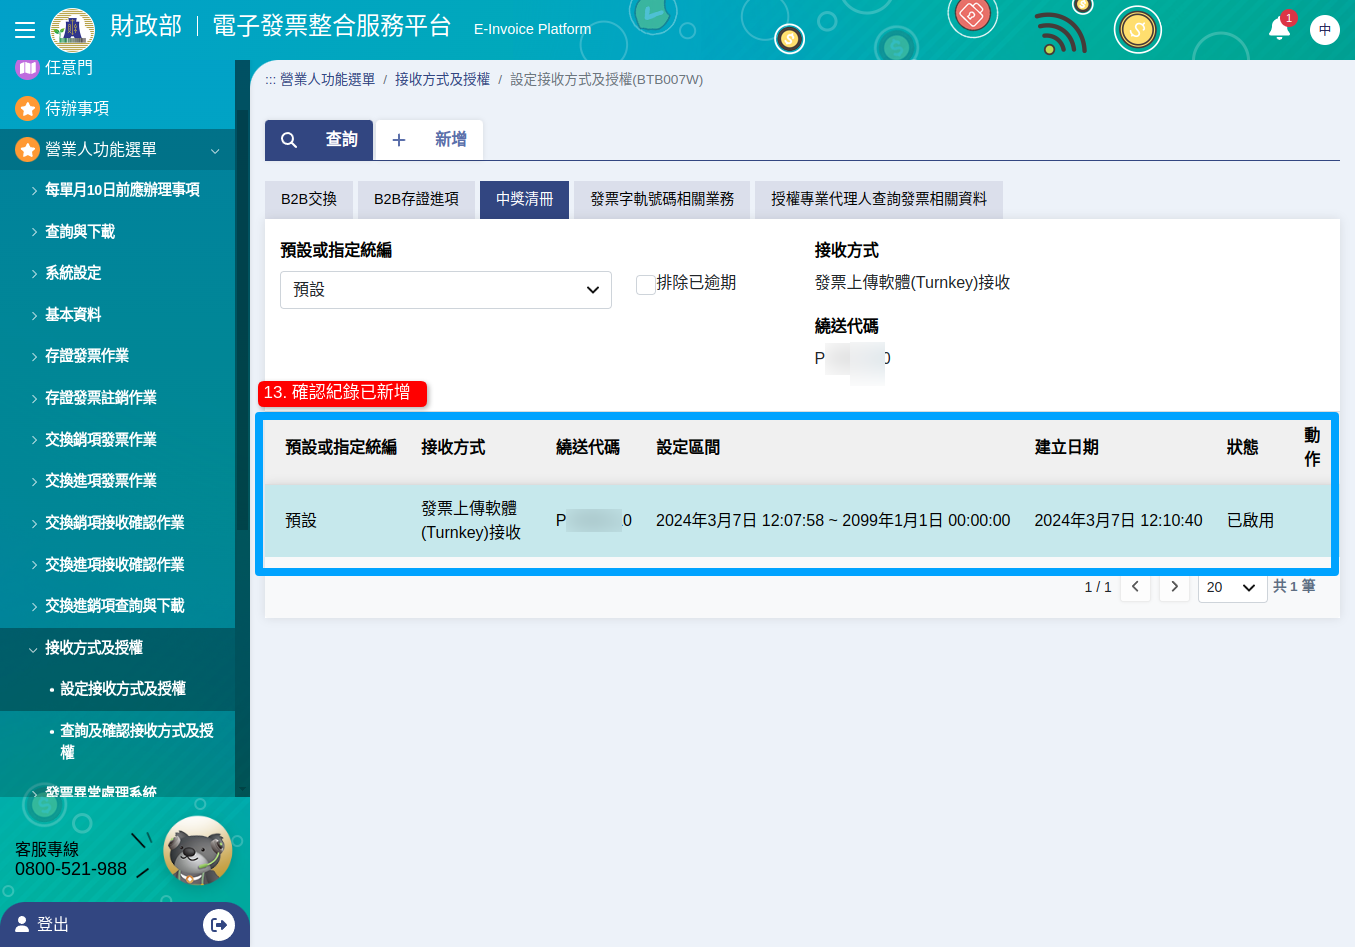 財政部 | 電子發票整合服務平台 E-Invoice Platform
1
中
任意門
待辦事項
營業人功能選單
每單月10日前應辦理事項
查詢與下載
系統設定
基本資料
存證發票作業
存證發票註銷作業
交換銷項發票作業
交換進項發票作業
交換銷項接收確認作業
交換進項接收確認作業
交換進銷項查詢與下載
接收方式及授權
• 設定接收方式及授權
• 查詢及確認接收方式及授
權
發票異常處理系統
客服專線
0800-521-988
登出
::: 營業人功能選單 / 接收方式及授權 / 設定接收方式及授權(BTB007W)
查詢
+ 新增
B2B交換
B2B存證進項
中獎清冊
發票字軌號碼相關業務
授權專業代理人查詢發票相關資料
預設或指定統編
預設
排除已逾期
接收方式
發票上傳軟體(Turnkey)接收
繞送代碼
P 0
13. 確認紀錄已新增
預設或指定統編 接收方式 繞送代碼 設定區間 建立日期 狀態 動
作
預設 發票上傳軟體
(Turnkey)接收 P 0 2024年3月7日 12:07:58 ~ 2099年1月1日 00:00:00 2024年3月7日 12:10:40 已啟用
1 / 1 20 共 1 筆